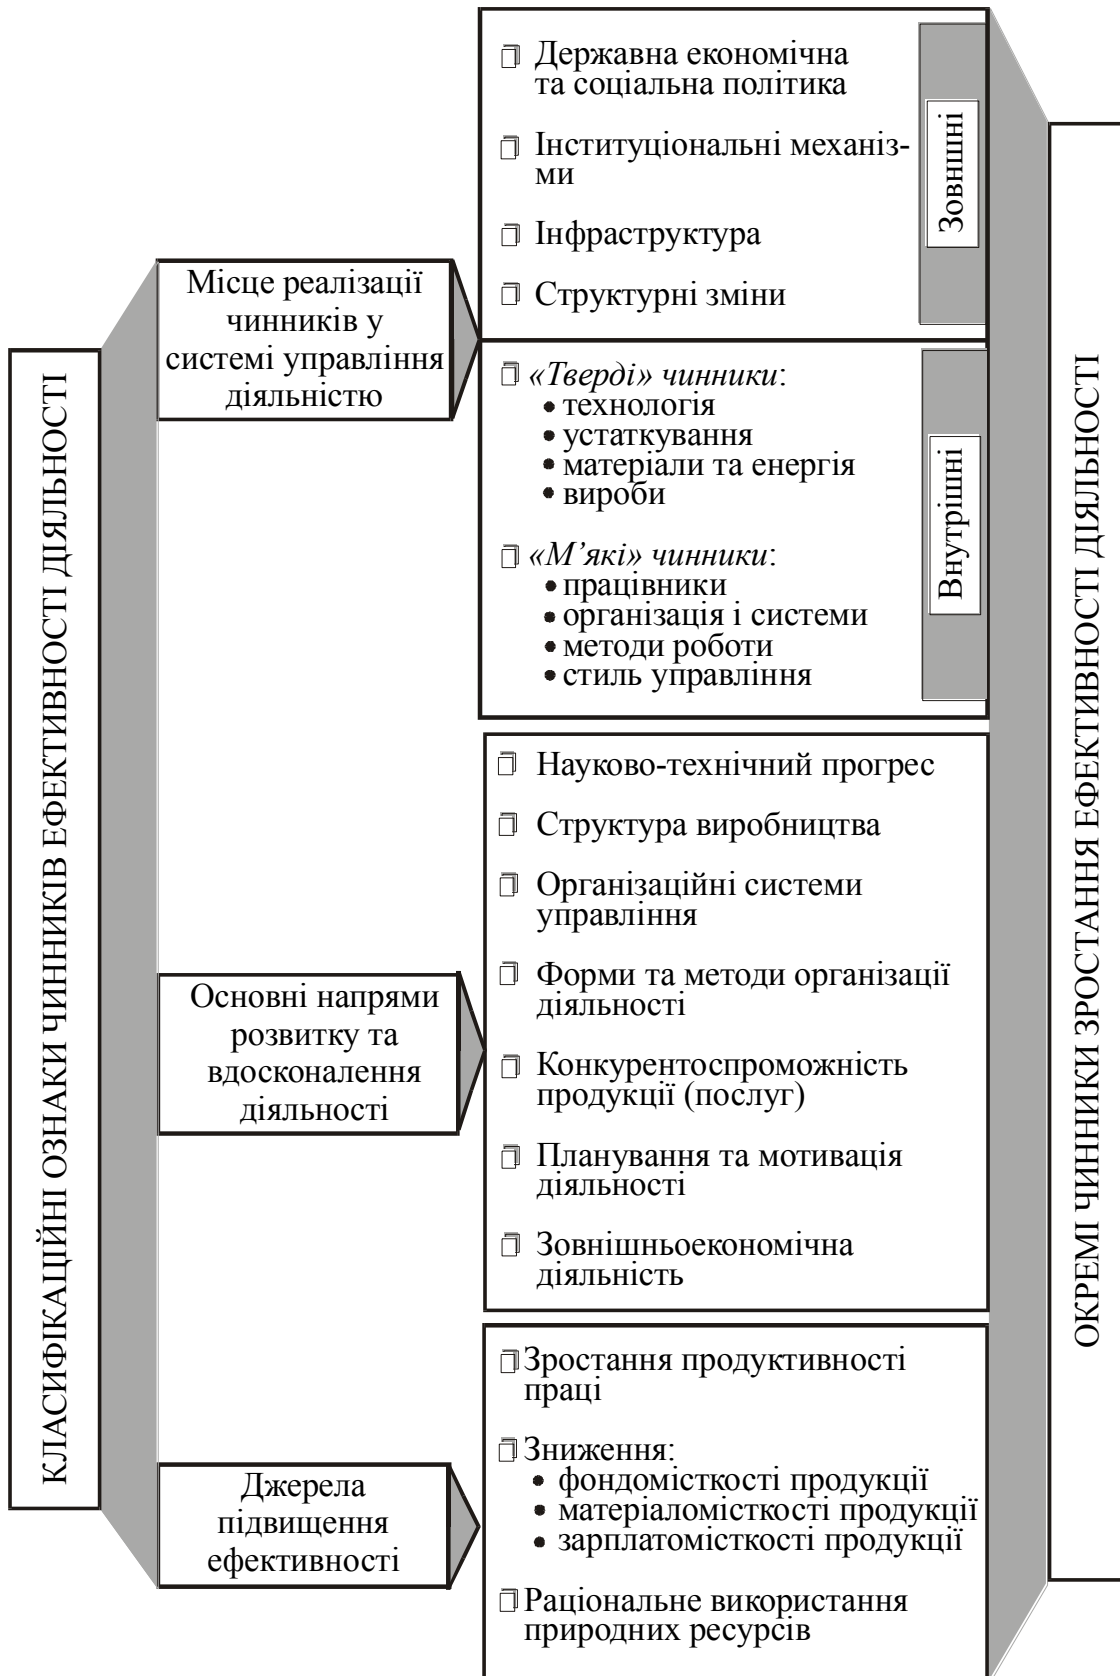 КЛАСИФІКАЦІЙНІ ОЗНАКИ ЧИННИКІВ ЕФЕКТИВНОСТІ ДІЯЛЬНОСТІ
Місце реалізації
чинників у
системі управління
діяльністю
Державна економічна
та соціальна політика
Інституціональні механіз-
ми
Інфраструктура
Структурні зміни
Зовнішні
«Тверді» чинники:
• технологія
• устаткування
• матеріали та енергія
• вироби
«М’які» чинники:
• працівники
• організація і системи
• методи роботи
• стиль управління
Внутрішні
Основні напрями
розвитку та
вдосконалення
діяльності
Науково-технічний прогрес
Структура виробництва
Організаційні системи
управління
Форми та методи організації
діяльності
Конкурентоспроможність
продукції (послуг)
Планування та мотивація
діяльності
Зовнішньоекономічна
діяльність
Джерела
підвищення
ефективності
Зростання продуктивності
праці
Зниження:
• фондомісткості продукції
• матеріаломісткості продукції
• зарплатомісткості продукції
Раціональне використання
природних ресурсів
ОКРЕМІ ЧИННИКИ ЗРОСТАННЯ ЕФЕКТИВНОСТІ ДІЯЛЬНОСТІ